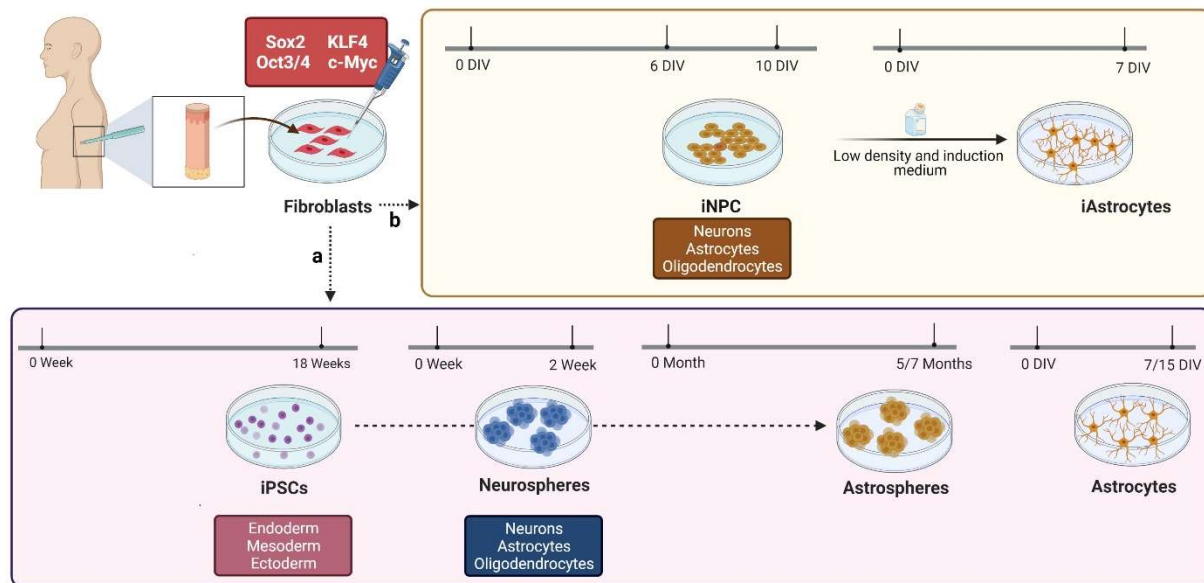 Sox2 KLF4
Oct3/4 c-Myc
Fibroblasts
b
a
0 DIV 6 DIV 10 DIV 0 DIV 7 DIV
Low density and induction
medium
iNPC iAstrocytes
Neurons
Astrocytes
Oligodendrocytes
0 Week 18 Weeks 0 Week 2 Week 0 Month 5/7 Months 0 DIV 7/15 DIV
iPSCs Neurospheres Astrospheres Astrocytes
Endoderm
Mesoderm
Ectoderm
Neurons
Astrocytes
Oligodendrocytes